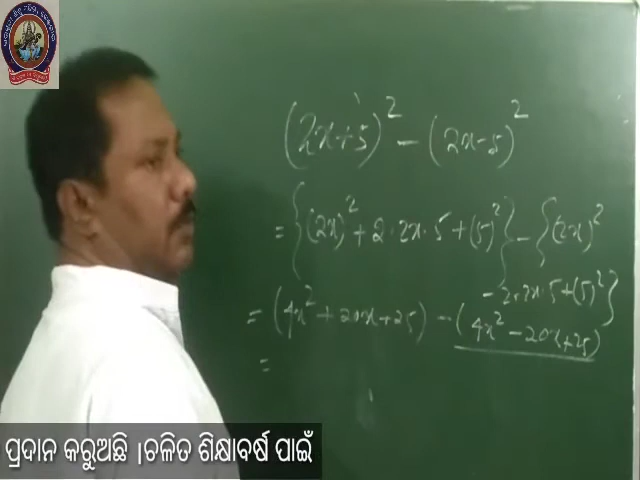 (2x+5)² - (2x-5)²
= {(2x)² + 2·2x·5 + (5)²} - {(2x)²
- 2·2x·5 + (5)²}
= (4x² + 20x + 25) - (4x² - 20x + 25)
=
ପ୍ରଦାନ କରୁଅଛି ।ଚଳିତ ଶିକ୍ଷାବର୍ଷ ପାଇଁ